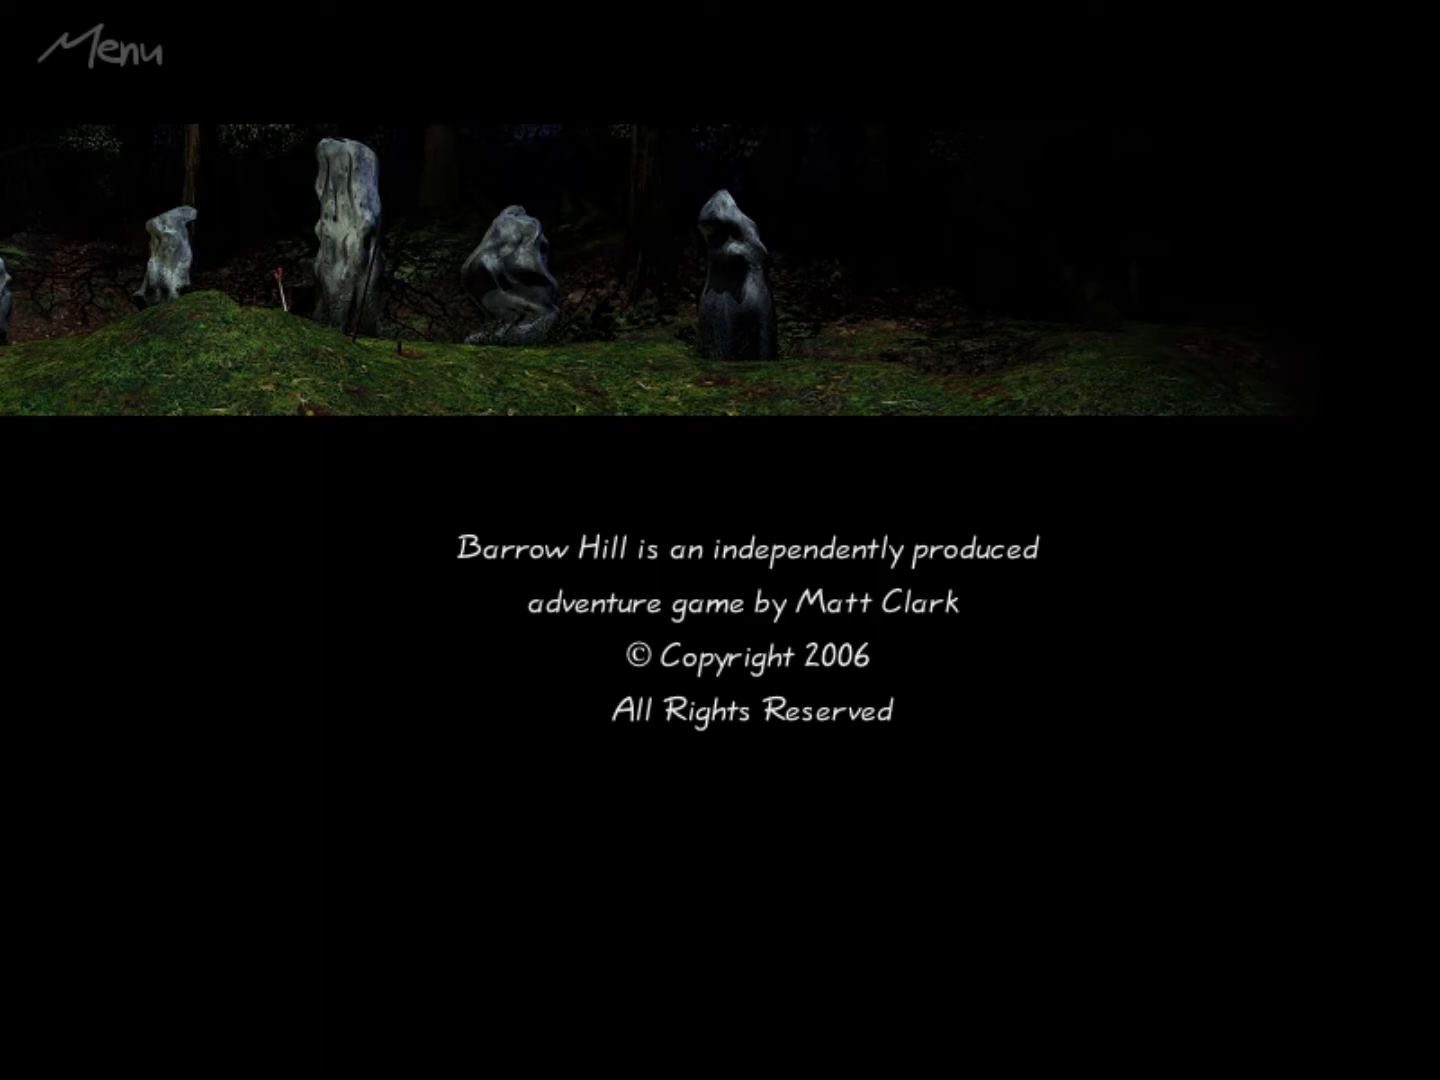 Menu
Barrow Hill is an independently produced
adventure game by Matt Clark
© Copyright 2006
All Rights Reserved